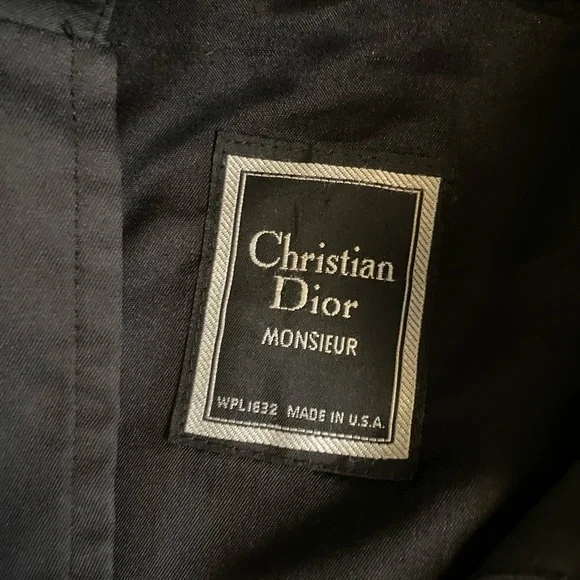 Christian
Dior
MONSIEUR
WPL1632 MADE IN U.S.A.